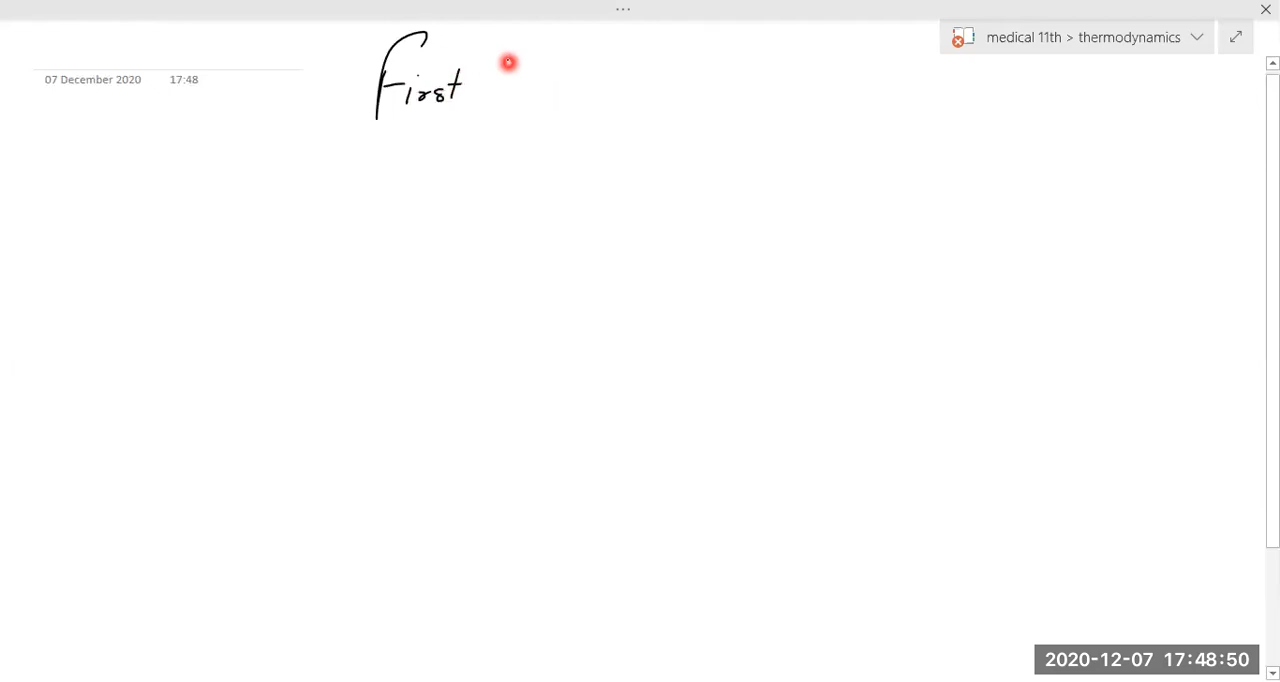 medical 11th > thermodynamics
First
07 December 2020 17:48
2020-12-07 17:48:50